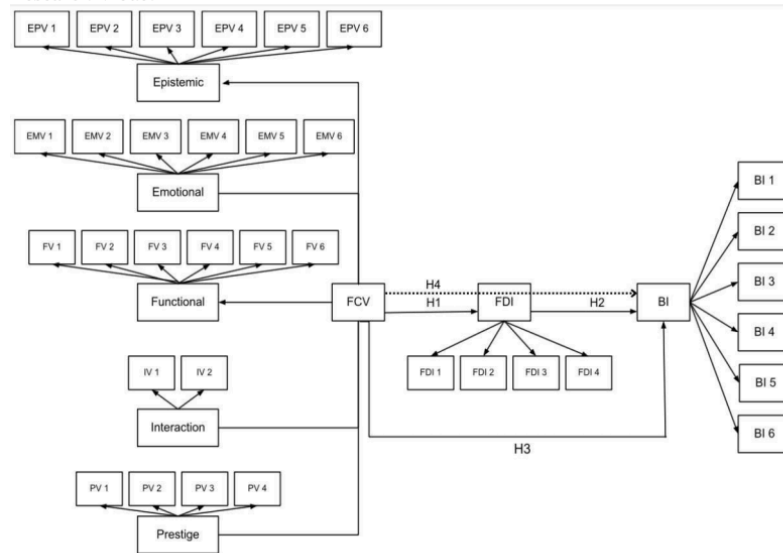 EPV 1 EPV 2 EPV 3 EPV 4 EPV 5 EPV 6
Epistemic
EMV 1 EMV 2 EMV 3 EMV 4 EMV 5 EMV 6
Emotional
FV 1 FV 2 FV 3 FV 4 FV 5 FV 6
Functional
IV 1 IV 2
Interaction
PV 1 PV 2 PV 3 PV 4
Prestige
FCV
H4
H1
FDI
H2
FDI 1 FDI 2 FDI 3 FDI 4
H3
BI
BI 1
BI 2
BI 3
BI 4
BI 5
BI 6